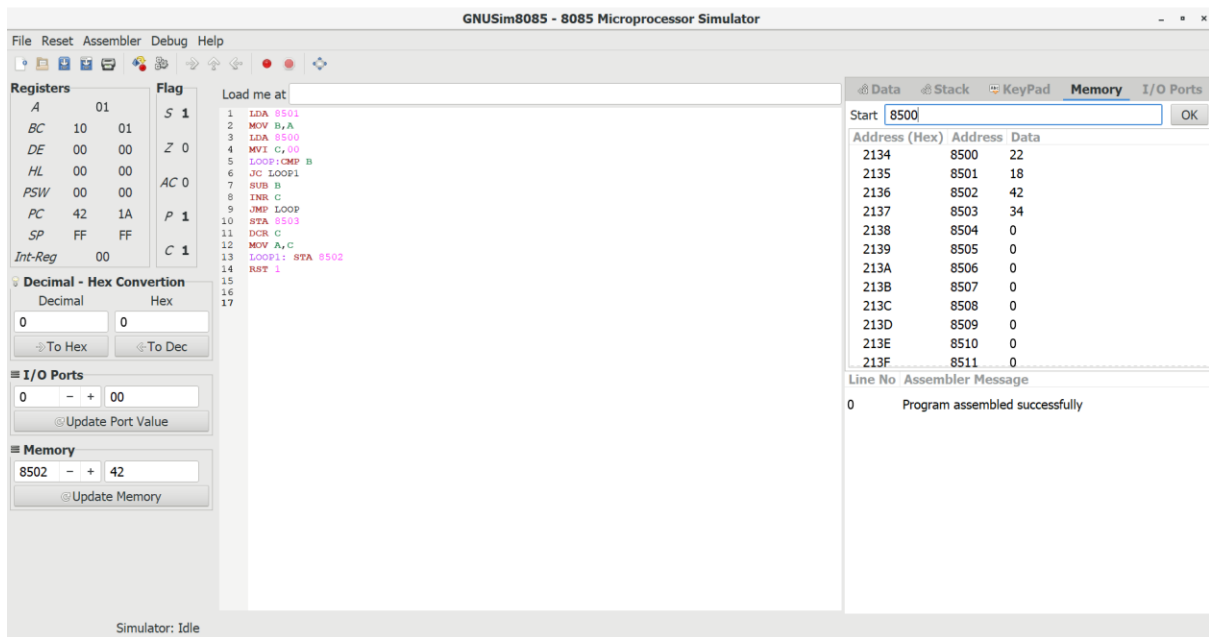 GNUSim8085 - 8085 Microprocessor Simulator
File Reset Assembler Debug Help
Registers
A 01
BC 10 01
DE 00 00
HL 00 00
PSW 00 00
PC 42 1A
SP FF FF
Int-Reg 00
Flag
S 1
Z 0
AC 0
P 1
C 1
Decimal - Hex Convertion
Decimal Hex
0 0
To Hex To Dec
I/O Ports
0 - + 00
Update Port Value
Memory
8502 - + 42
Update Memory
Load me at
1 LDA 8501
2 MOV B,A
3 LDA 8500
4 MVI C,00
5 LOOP:CMP B
6 JC LOOP1
7 SUB B
8 INR C
9 JMP LOOP
10 STA 8503
11 DCR C
12 MOV A,C
13 LOOP1: STA 8502
14 RST 1
15
16
17
Data Stack KeyPad Memory I/O Ports
Start 8500 OK
Address (Hex) Address Data
2134 8500 22
2135 8501 18
2136 8502 42
2137 8503 34
2138 8504 0
2139 8505 0
213A 8506 0
213B 8507 0
213C 8508 0
213D 8509 0
213E 8510 0
213F 8511 0
Line No Assembler Message
0 Program assembled successfully
Simulator: Idle